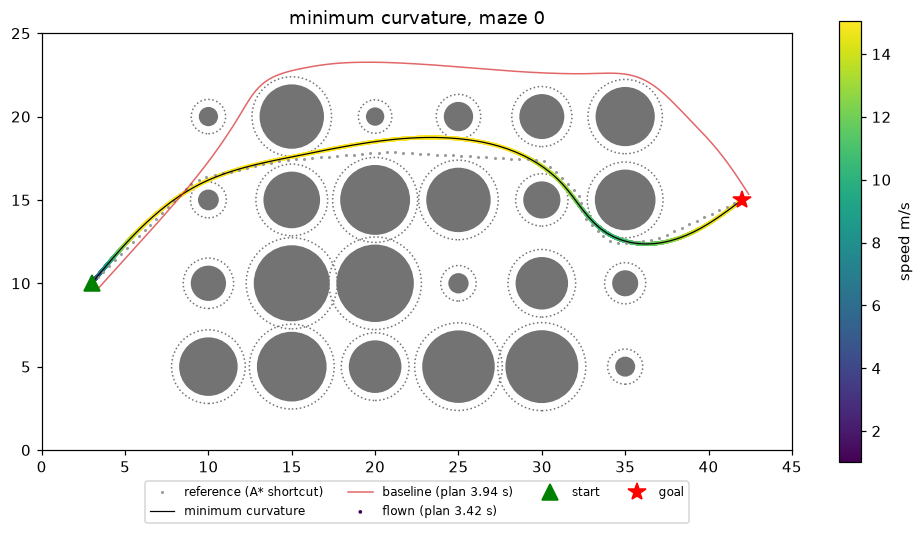 minimum curvature, maze 0
25
20
15
10
5
0
0 5 10 15 20 25 30 35 40 45
14
12
10
8
6
4
2
speed m/s
reference (A* shortcut) baseline (plan 3.94 s) start goal
minimum curvature flown (plan 3.42 s)